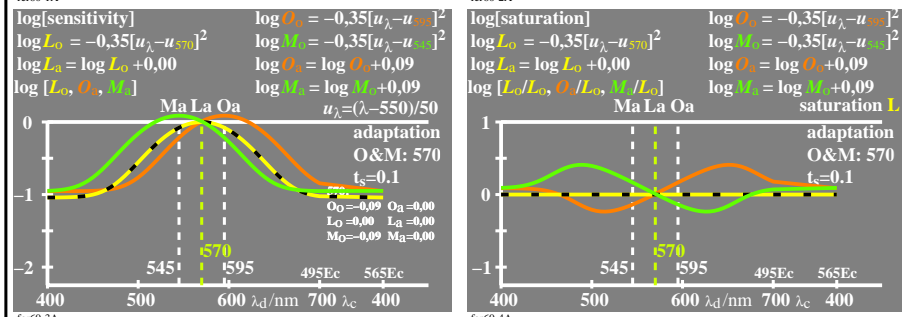 log[sensitivity] log Oo = −0,35[uλ−u595]²
log Lo = −0,35[uλ−u570]² log Mo = −0,35[uλ−u545]²
log La = log Lo +0,00 log Oa = log Oo+0,09
log [Lo, Oa, Ma] log Ma = log Mo+0,09
Ma La Oa uλ=(λ−550)/50
0 adaptation
O&M: 570
ts=0.1
−1
Oo=−0,09 Oa=0,00
Lo=0,00 La=0,00
Mo=−0,09 Ma=0,00
570
−2 545 595 495Ec 565Ec
400 500 600 λd/nm 700 λc 400
log[saturation] log Oo = −0,35[uλ−u595]²
log Lo = −0,35[uλ−u570]² log Mo = −0,35[uλ−u545]²
log La = log Lo +0,00 log Oa = log Oo+0,09
log [Lo/Lo, Oa/Lo, Ma/Lo] log Ma = log Mo+0,09
Ma La Oa saturation L
1 adaptation
O&M: 570
ts=0.1
0
570
−1 545 595 495Ec 565Ec
400 500 600 λd/nm 700 λc 400